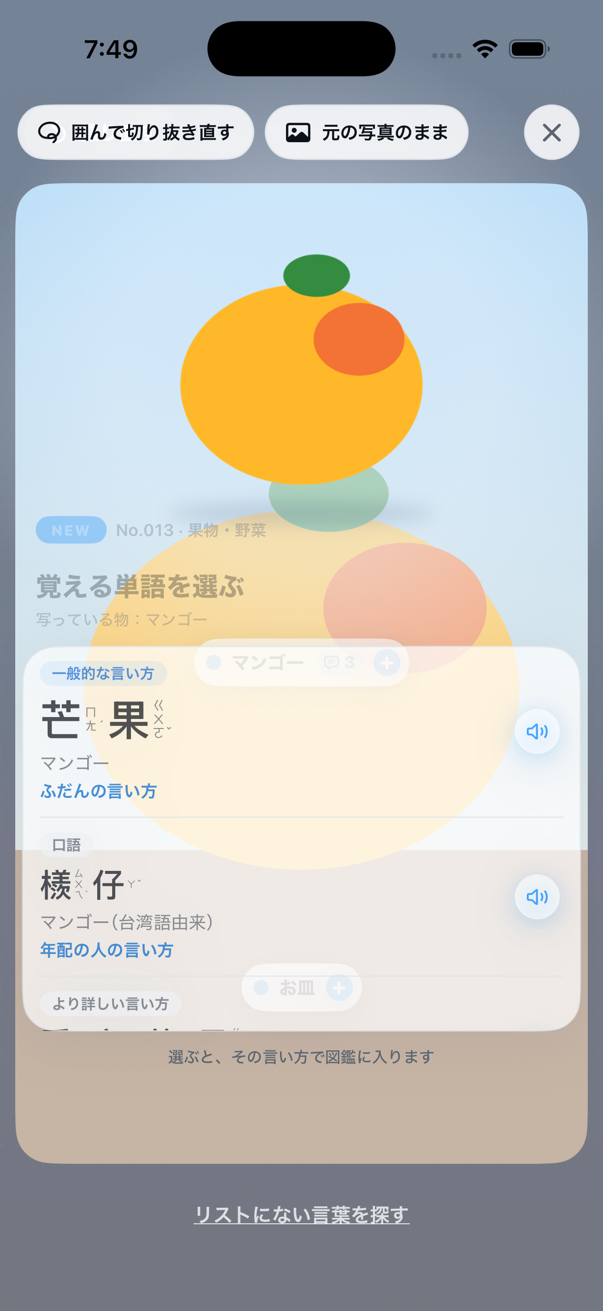 7:49
囲んで切り抜き直す
元の写真のまま
NEW No.013 · 果物・野菜
覚える単語を選ぶ
写っている物：マンゴー
マンゴー 3
一般的な言い方
芒ㄇㄤˊ果ㄍㄨㄛˇ
マンゴー
ふだんの言い方
口語
檨ㄙㄨㄞˋ仔ㄚˇ
マンゴー（台湾語由来）
年配の人の言い方
お皿
より詳しい言い方
選ぶと、その言い方で図鑑に入ります
リストにない言葉を探す